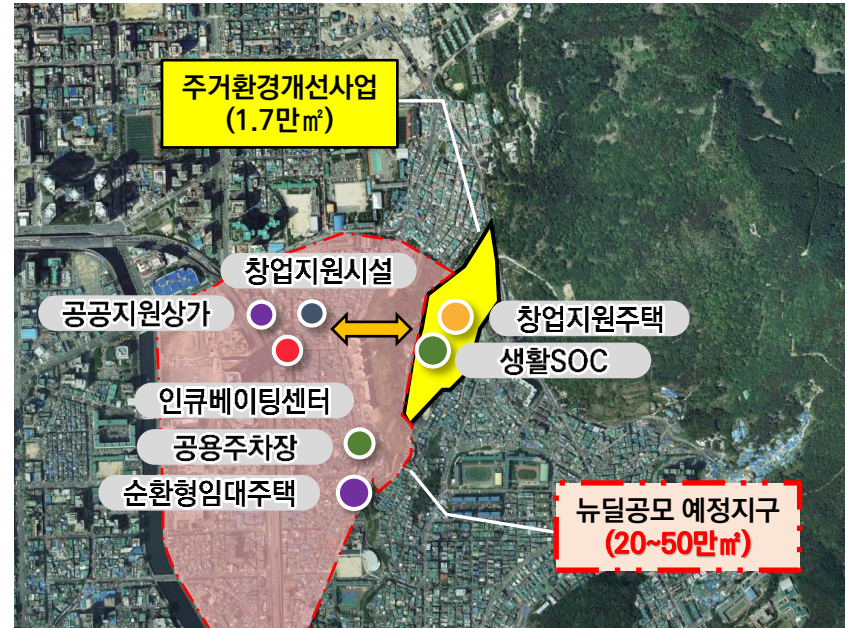 주거환경개선사업
(1.7만㎡)
창업지원시설
공공지원상가
창업지원주택
생활SOC
인큐베이팅센터
공용주차장
순환형임대주택
뉴딜공모 예정지구
(20~50만㎡)